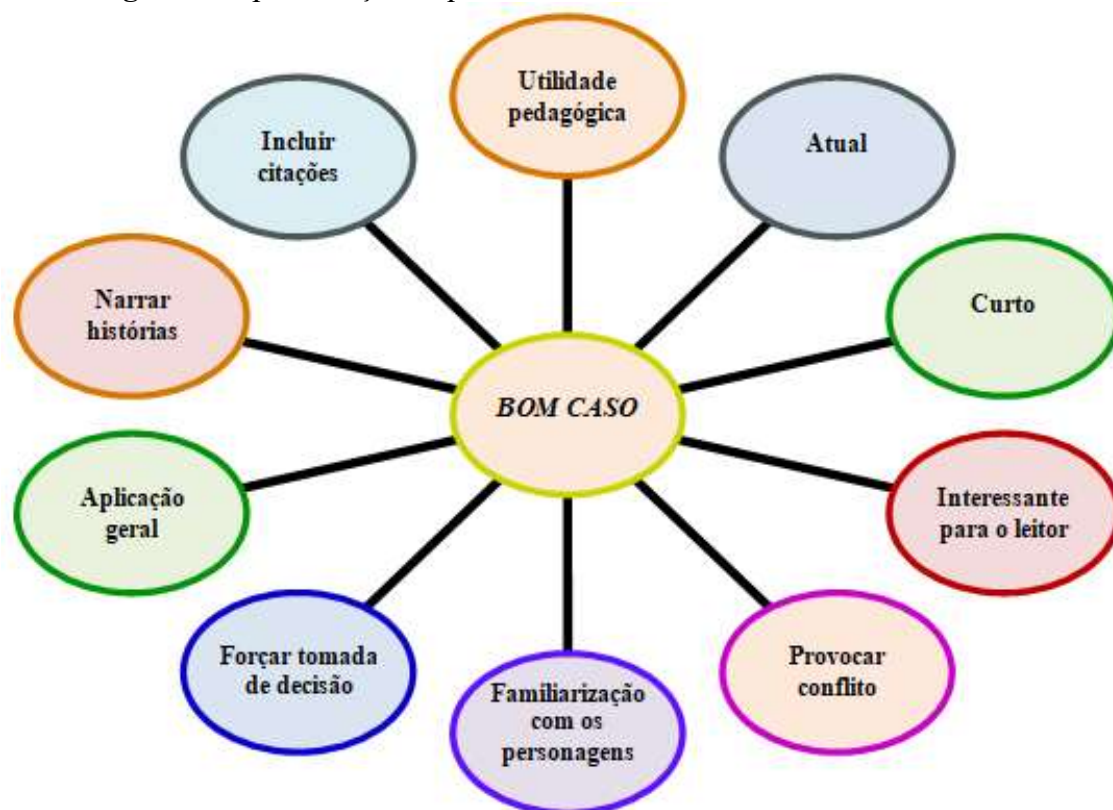 Utilidade
pedagógica
Atual
Curto
Interessante
para o leitor
Provocar
conflito
Familiarização
com os
personagens
Forçar tomada
de decisão
Aplicação
geral
Narrar
histórias
Incluir
citações
BOM CASO